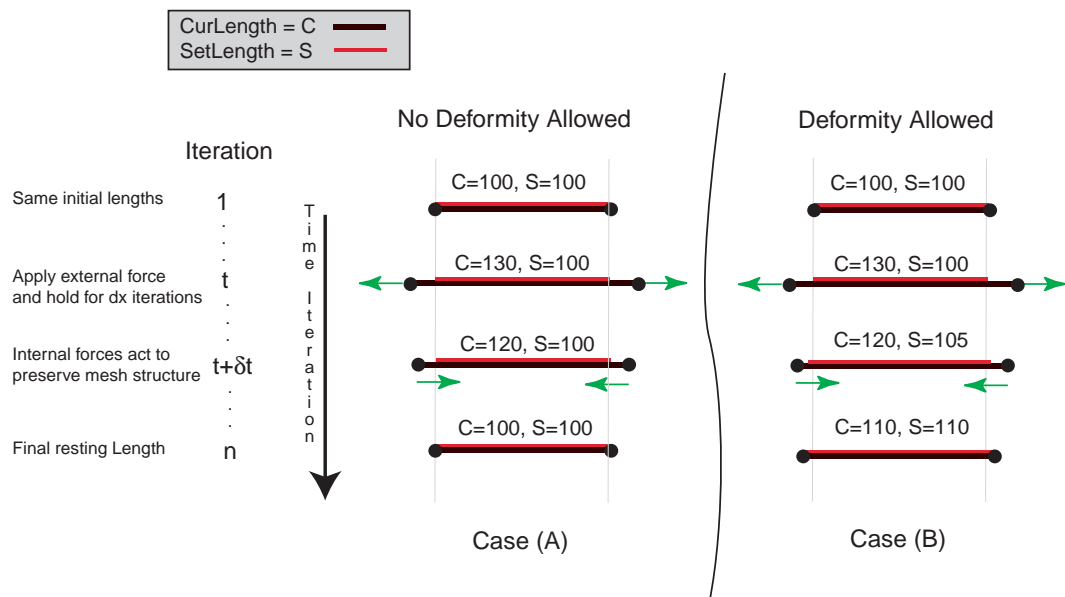 CurLength = C
SetLength = S
No Deformity Allowed
Deformity Allowed
Iteration
Same initial lengths
1
C=100, S=100
C=100, S=100
Time Iteration
Apply external force
and hold for dx iterations
t
C=130, S=100
C=130, S=100
Internal forces act to
preserve mesh structure
t+δt
C=120, S=100
C=120, S=105
Final resting Length
n
C=100, S=100
C=110, S=110
Case (A)
Case (B)